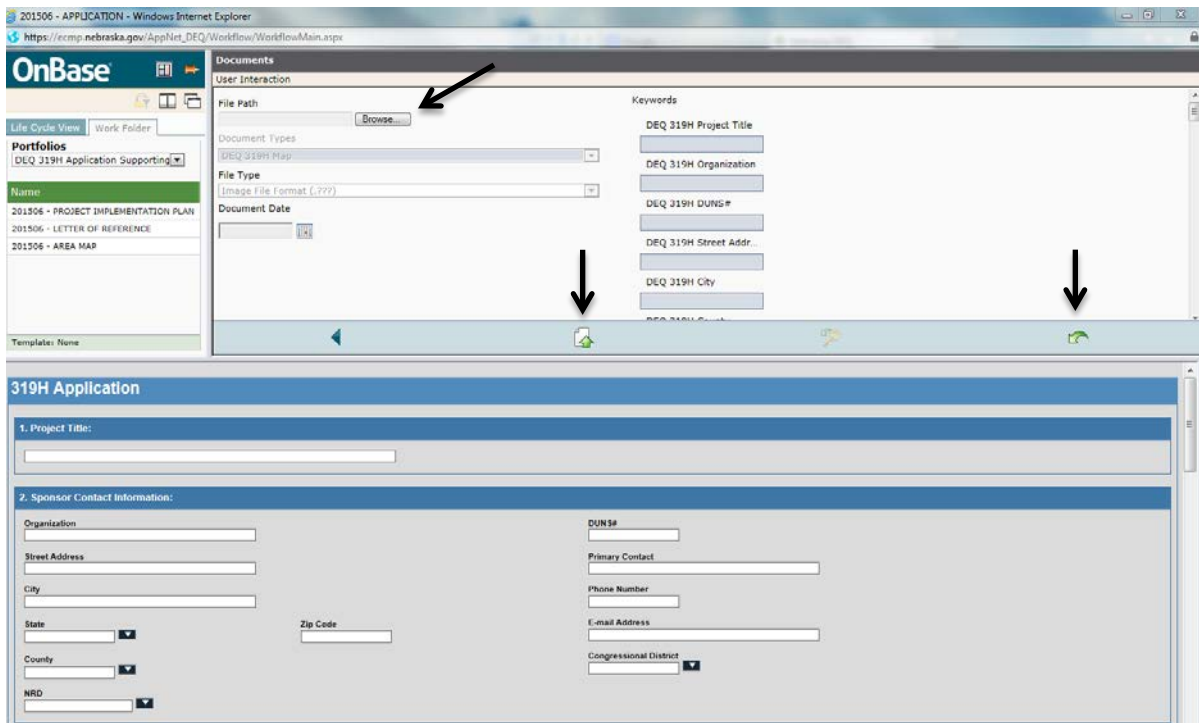 201506 - APPLICATION - Windows Internet Explorer
https://ecmp.nebraska.gov/AppNet_DEQ/Workflow/WorkflowMain.aspx
OnBase
Life Cycle View
Work Folder
Portfolios
DEQ 319H Application Supporting
Name
201506 - PROJECT IMPLEMENTATION PLAN
201506 - LETTER OF REFERENCE
201506 - AREA MAP
Template: None
Documents
User Interaction
File Path
Browse...
Document Types
DEQ 319H Map
File Type
Image File Format (.???)
Document Date
Keywords
DEQ 319H Project Title
DEQ 319H Organization
DEQ 319H DUNS#
DEQ 319H Street Addr...
DEQ 319H City
319H Application
1. Project Title:
2. Sponsor Contact Information:
Organization
DUNS#
Street Address
Primary Contact
City
Phone Number
State
Zip Code
E-mail Address
County
Congressional District
NRD